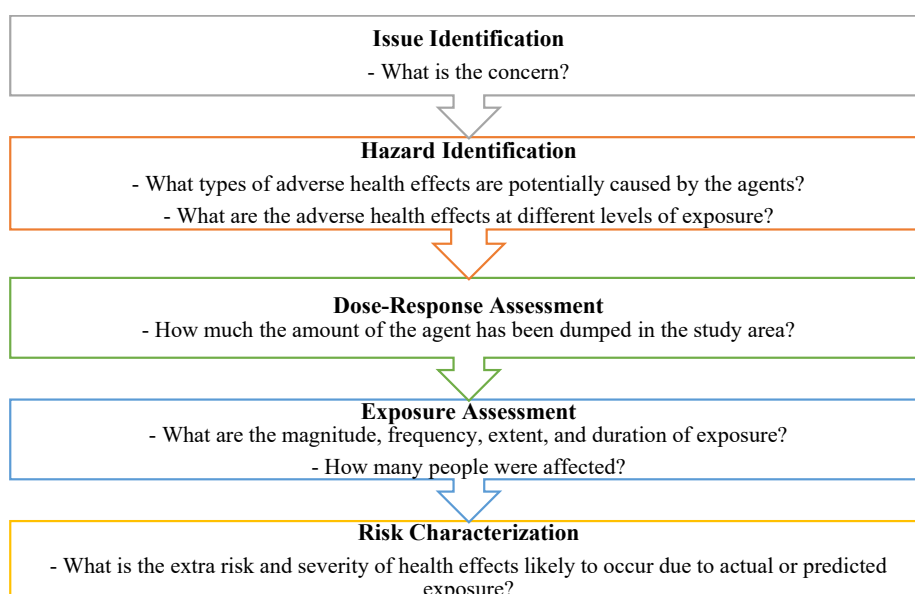 Issue Identification
- What is the concern?
Hazard Identification
- What types of adverse health effects are potentially caused by the agents?
- What are the adverse health effects at different levels of exposure?
Dose-Response Assessment
- How much the amount of the agent has been dumped in the study area?
Exposure Assessment
- What are the magnitude, frequency, extent, and duration of exposure?
- How many people were affected?
Risk Characterization
- What is the extra risk and severity of health effects likely to occur due to actual or predicted
exposure?